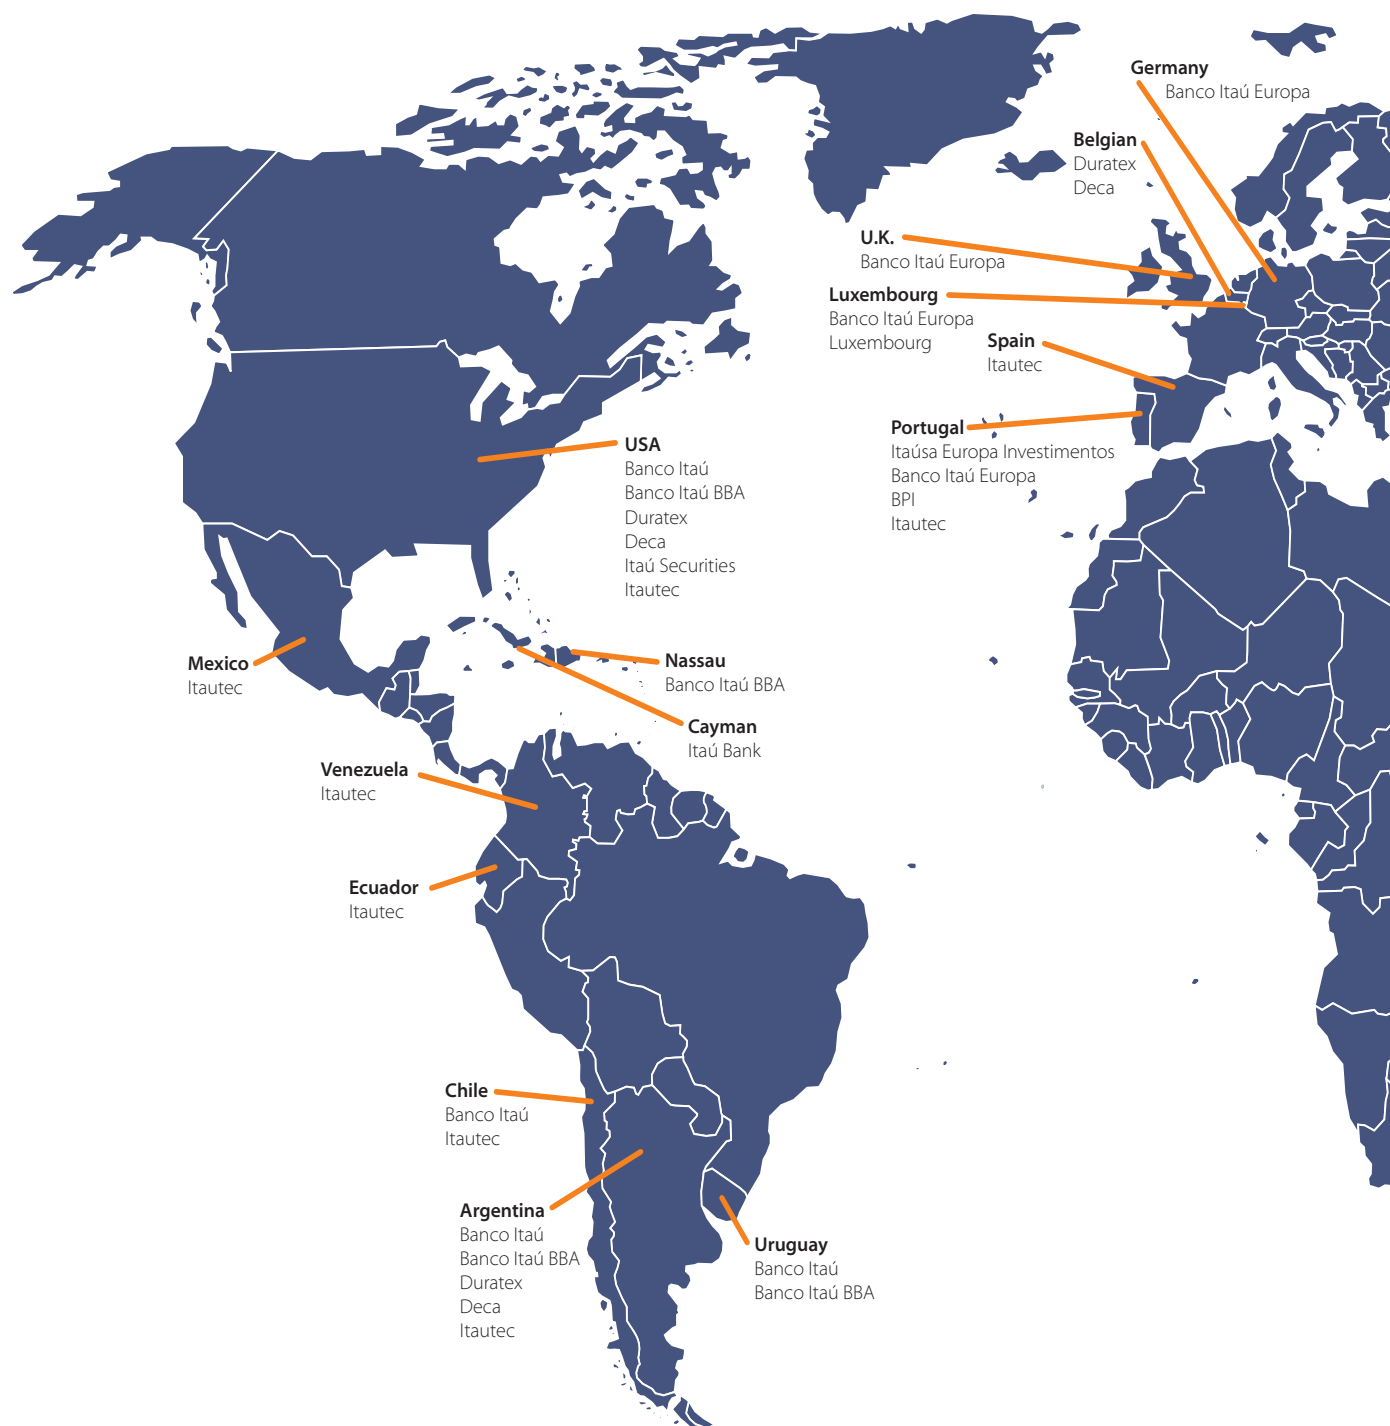 Germany
Banco Itaú Europa
Belgian
Duratex
Deca
U.K.
Banco Itaú Europa
Luxembourg
Banco Itaú Europa
Luxembourg
Spain
Itautec
Portugal
Itaúsa Europa Investimentos
Banco Itaú Europa
BPI
Itautec
USA
Banco Itaú
Banco Itaú BBA
Duratex
Deca
Itaú Securities
Itautec
Mexico
Itautec
Nassau
Banco Itaú BBA
Cayman
Itaú Bank
Venezuela
Itautec
Ecuador
Itautec
Chile
Banco Itaú
Itautec
Argentina
Banco Itaú
Banco Itaú BBA
Duratex
Deca
Itautec
Uruguay
Banco Itaú
Banco Itaú BBA